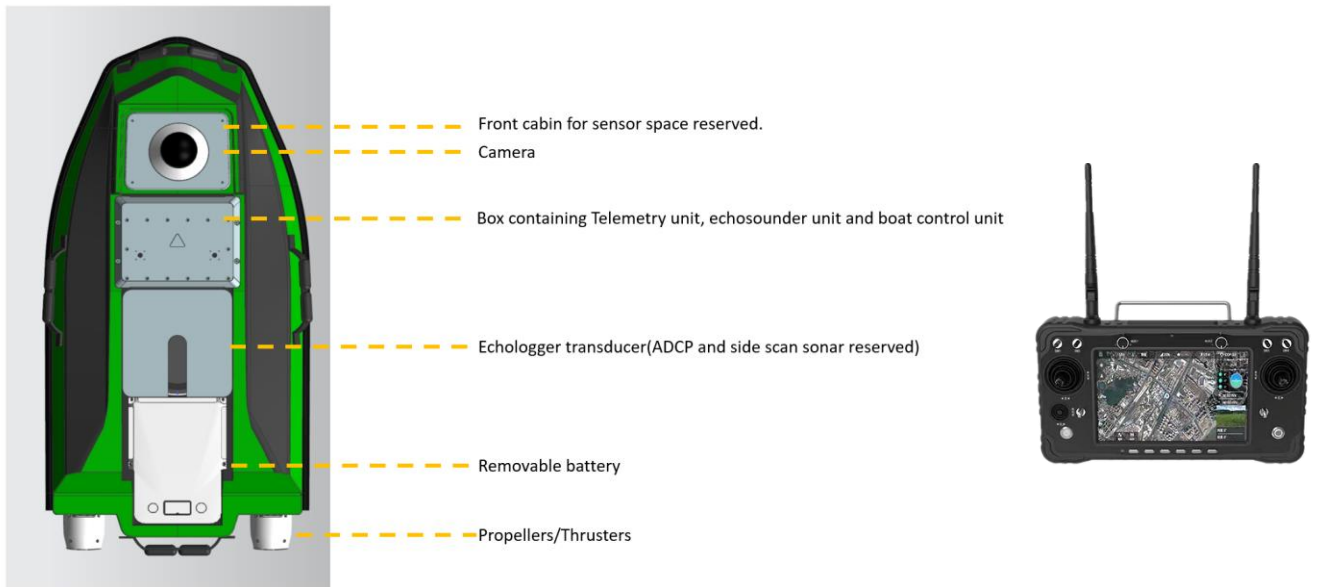 Front cabin for sensor space reserved.
Camera
Box containing Telemetry unit, echosounder unit and boat control unit
Echologger transducer(ADCP and side scan sonar reserved)
Removable battery
Propellers/Thrusters